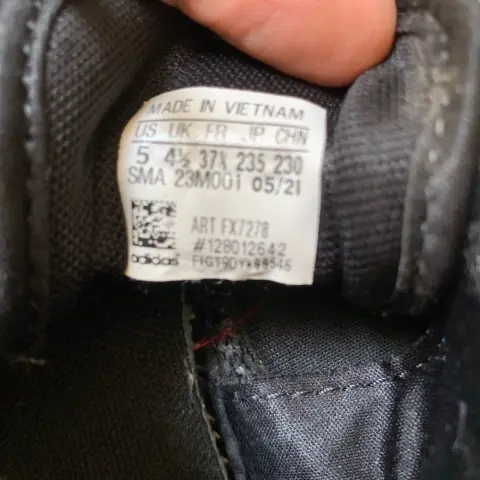 MADE IN VIETNAM
US UK FR JP CHN
5 4½ 37⅓ 235 230
SMA 23M001 05/21
ART FX7278
#128012642
adidas